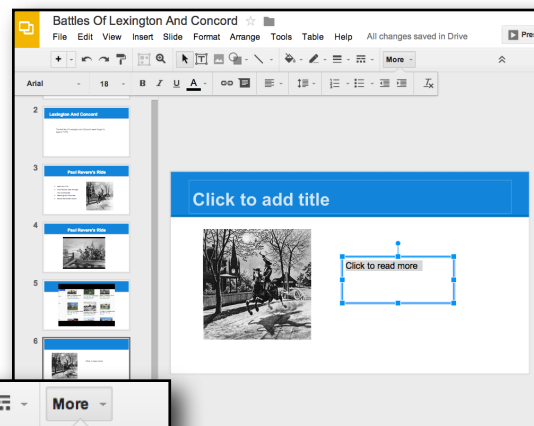 Battles Of Lexington And Concord
File Edit View Insert Slide Format Arrange Tools Table Help All changes saved in Drive
Pres
More
Arial 18 B I U A
2
Lexington And Concord
3
Paul Revere's Ride
4
Paul Revere's Ride
5
6
Click to add title
Click to read more
More